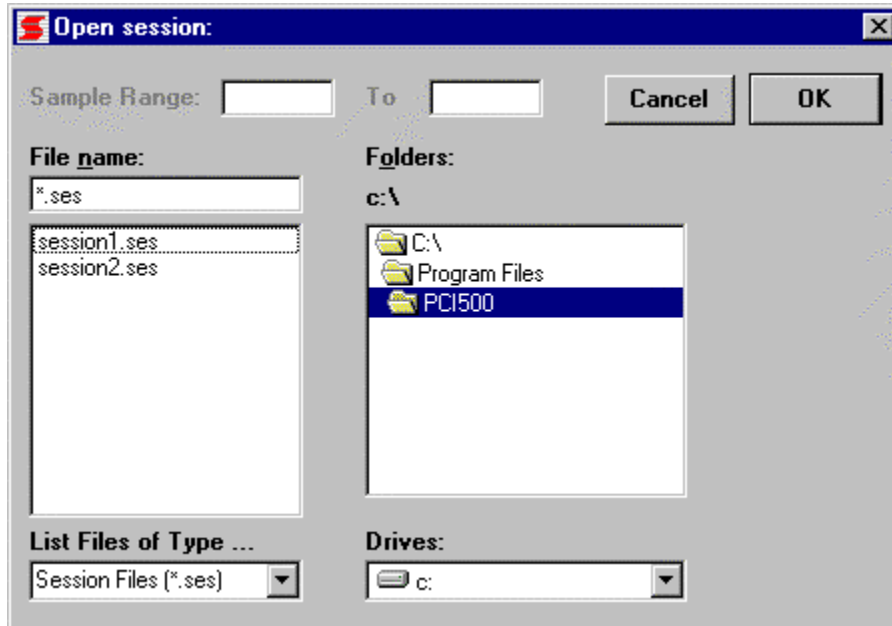 Open session:
Sample Range: To Cancel OK
File name: Folders:
*.ses c:\
session1.ses
session2.ses
C:\
Program Files
PCI500
List Files of Type ... Drives:
Session Files (*.ses) c: